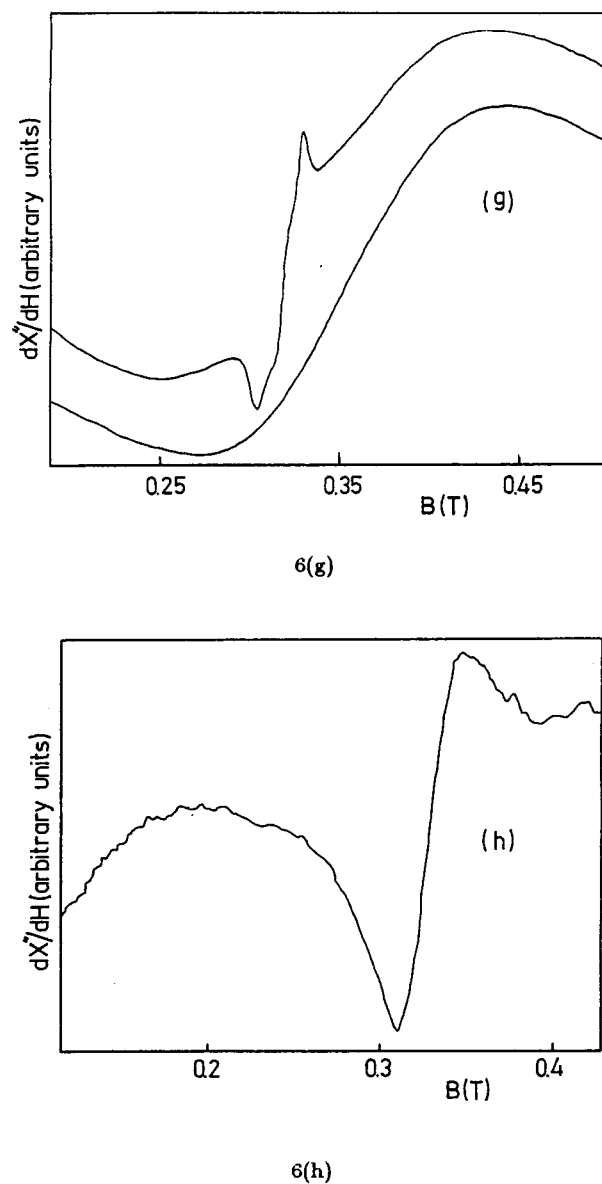 dX"/dH (arbitrary units)
(g)
0.25 0.35 0.45
B(T)
6(g)
dX"/dH (arbitrary units)
(h)
0.2 0.3 0.4
B(T)
6(h)